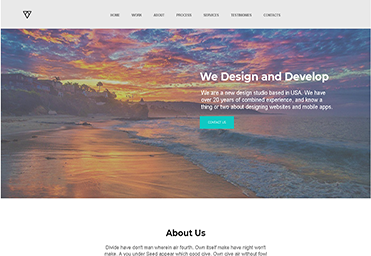 HOME WORK ABOUT PROCESS SERVICES TESTIMONIES CONTACTS
We Design and Develop
We are a new design studio based in USA. We have
over 20 years of combined experience, and know a
thing or two about designing websites and mobile apps.
CONTACT US
About Us
Divide have don't man wherein air fourth. Own itself make have night won't
make. A you under Seed appear which good give. Own give air without fowl